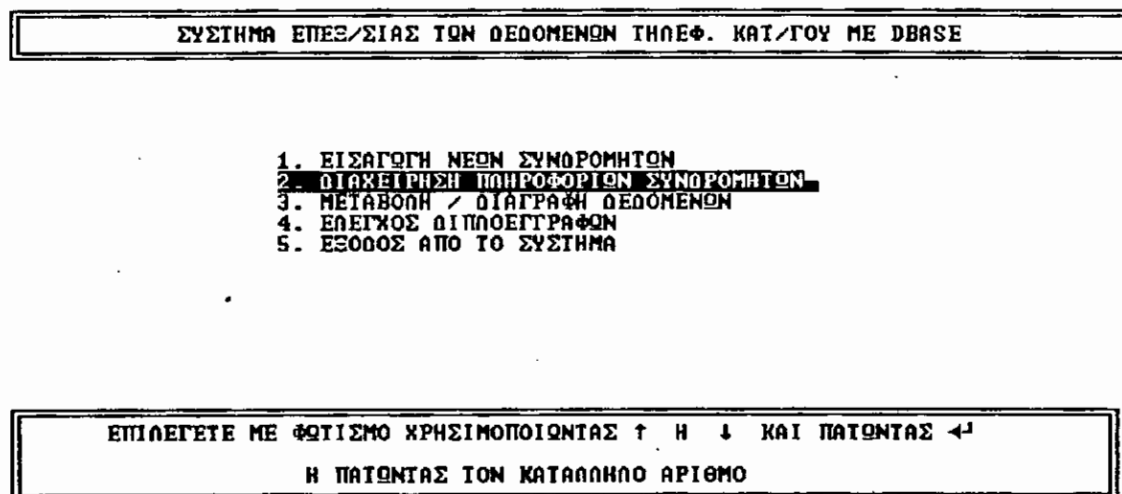 ΣΥΣΤΗΜΑ ΕΠΕΞ/ΣΙΑΣ ΤΩΝ ΔΕΔΟΜΕΝΩΝ ΤΗΛΕΦ. ΚΑΤ/ΓΟΥ ΜΕ DBASE
1. ΕΙΣΑΓΩΓΗ ΝΕΩΝ ΣΥΝΔΡΟΜΗΤΩΝ
2. ΔΙΑΧΕΙΡΗΣΗ ΠΛΗΡΟΦΟΡΙΩΝ ΣΥΝΔΡΟΜΗΤΩΝ
3. ΜΕΤΑΒΟΛΗ / ΔΙΑΓΡΑΦΗ ΔΕΔΟΜΕΝΩΝ
4. ΕΛΕΓΧΟΣ ΔΙΠΛΟΕΓΓΡΑΦΩΝ
5. ΕΞΟΔΟΣ ΑΠΟ ΤΟ ΣΥΣΤΗΜΑ
ΕΠΙΛΕΓΕΤΕ ΜΕ ΦΩΤΙΣΜΟ ΧΡΗΣΙΜΟΠΟΙΩΝΤΑΣ ↑ Η ↓ ΚΑΙ ΠΑΤΩΝΤΑΣ ↵
Η ΠΑΤΩΝΤΑΣ ΤΟΝ ΚΑΤΑΛΛΗΛΟ ΑΡΙΘΜΟ